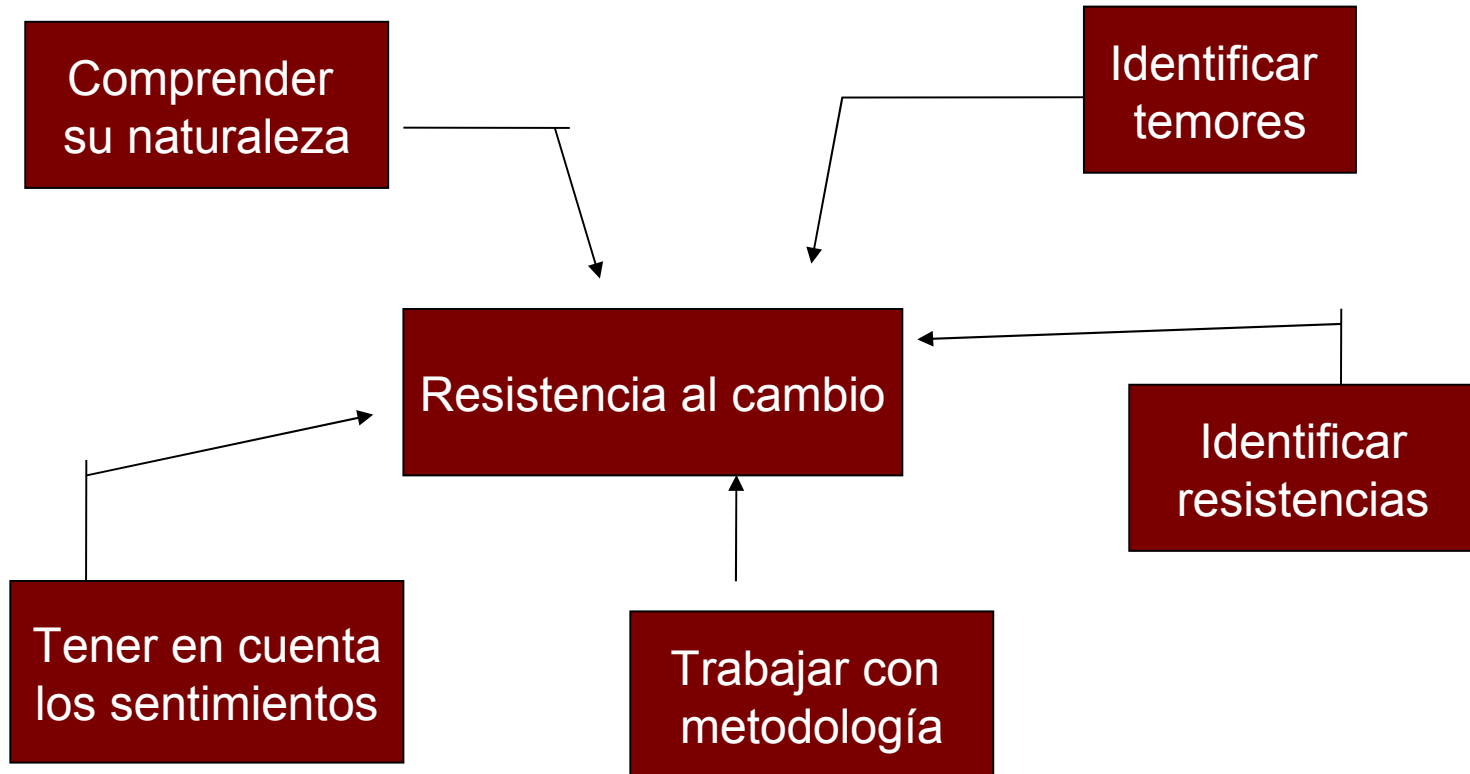 Comprender
su naturaleza
Identificar
temores
Resistencia al cambio
Identificar
resistencias
Tener en cuenta
los sentimientos
Trabajar con
metodología